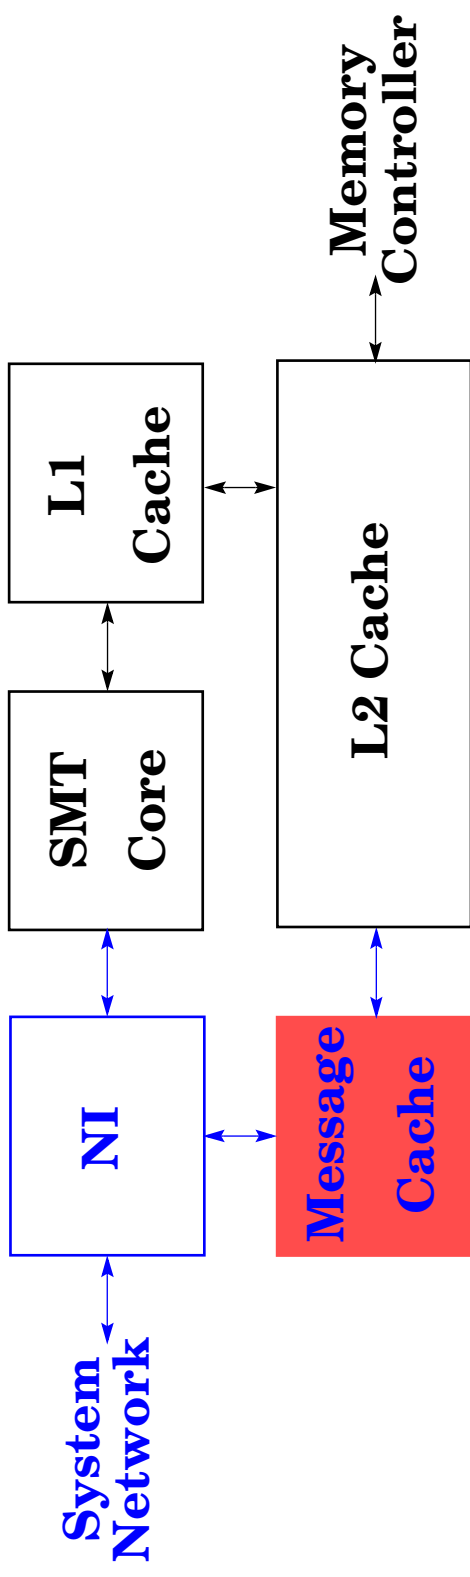 System
Network
NI
SMT
Core
L1
Cache
Message
Cache
L2 Cache
Memory
Controller